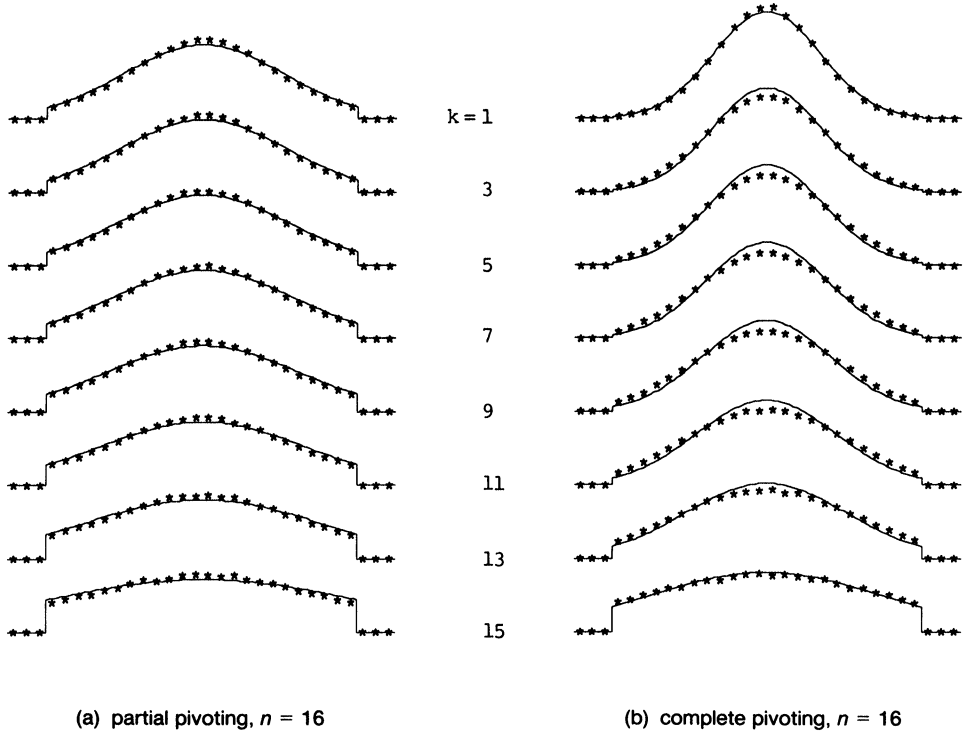 k = 1
3
5
7
9
11
13
15
(a) partial pivoting, n = 16
(b) complete pivoting, n = 16